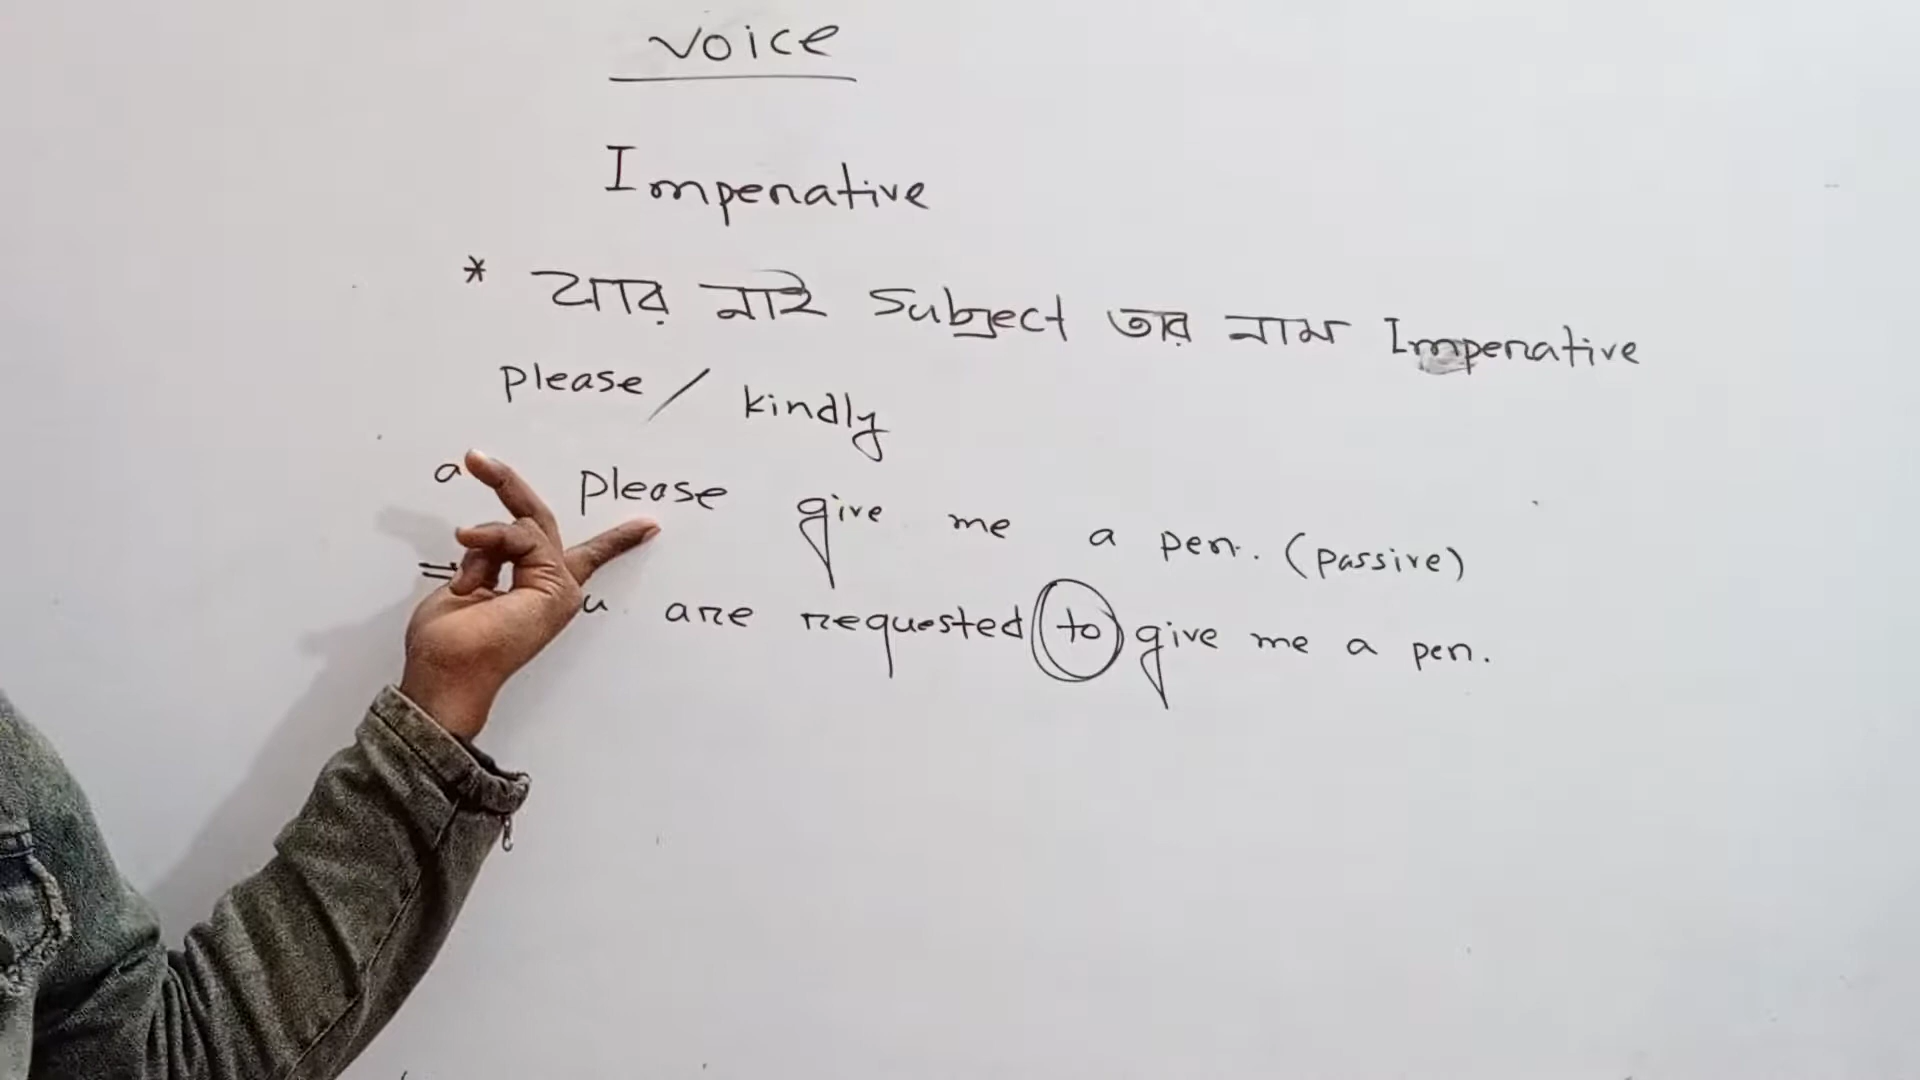 Voice
Imperative
* যার নাই Subject তার নাম Imperative
please / kindly
a please give me a pen. (passive)
= are requested to give me a pen.